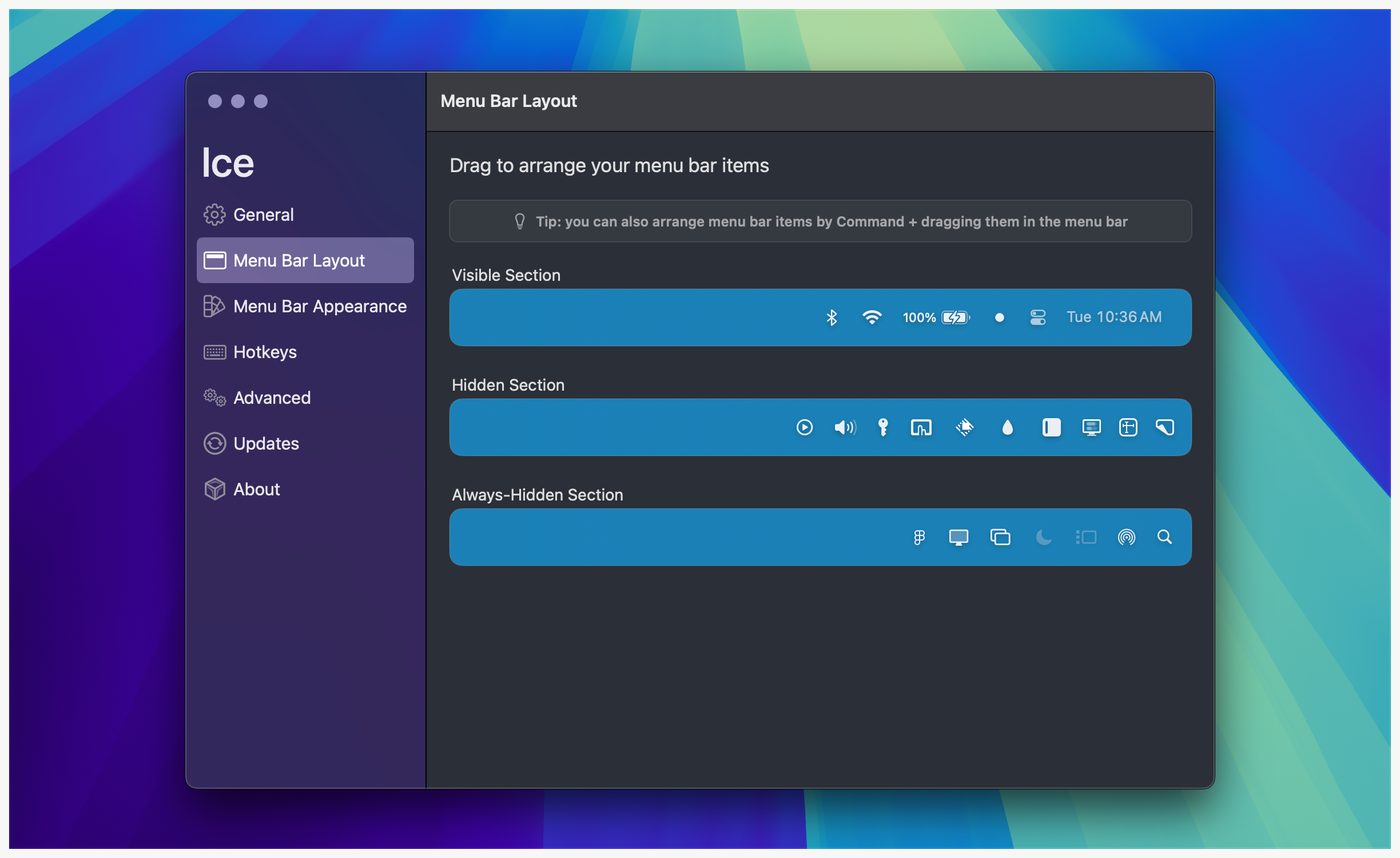 Menu Bar Layout
Ice
General
Menu Bar Layout
Menu Bar Appearance
Hotkeys
Advanced
Updates
About
Drag to arrange your menu bar items
Tip: you can also arrange menu bar items by Command + dragging them in the menu bar
Visible Section
100% Tue 10:36 AM
Hidden Section
Always-Hidden Section